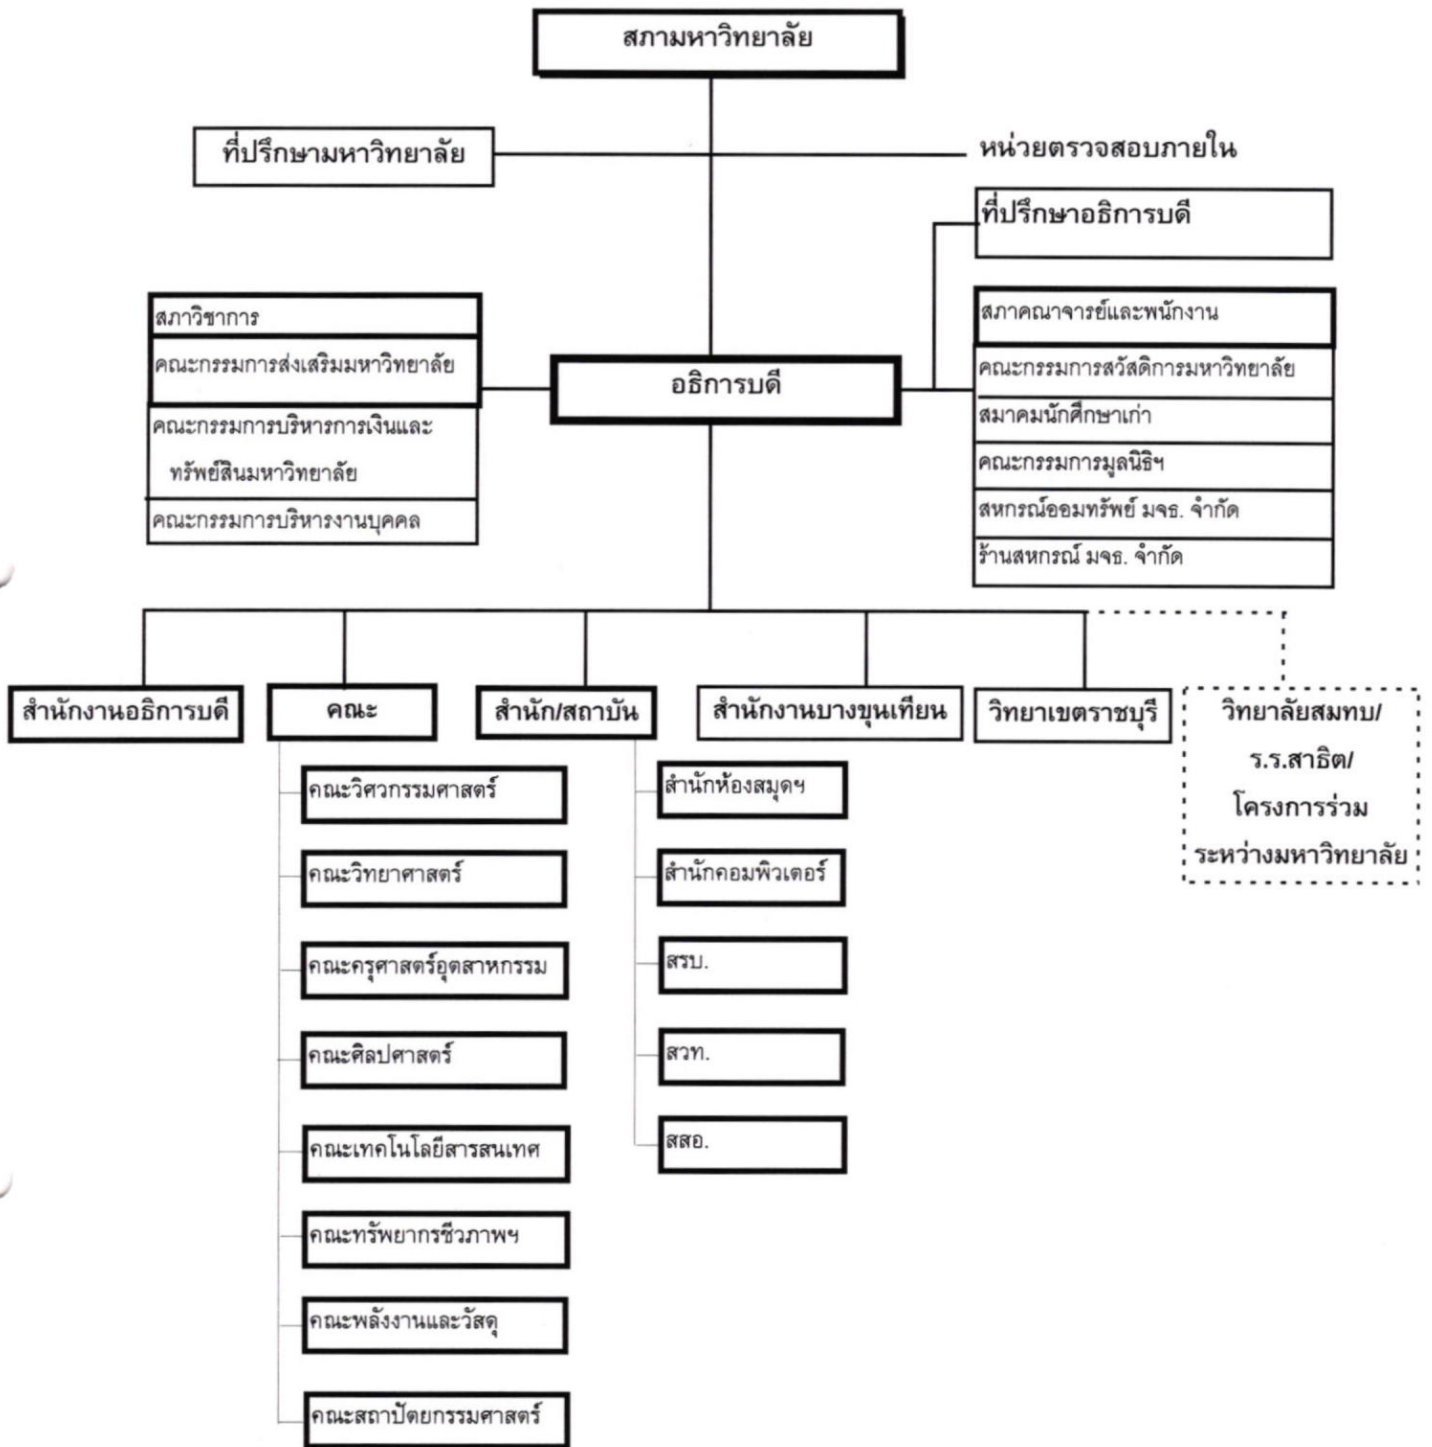 สภามหาวิทยาลัย
ที่ปรึกษามหาวิทยาลัย
หน่วยตรวจสอบภายใน
ที่ปรึกษาอธิการบดี
สภาวิชาการ
คณะกรรมการส่งเสริมมหาวิทยาลัย
คณะกรรมการบริหารการเงินและ
ทรัพย์สินมหาวิทยาลัย
คณะกรรมการบริหารงานบุคคล
อธิการบดี
สภาคณาจารย์และพนักงาน
คณะกรรมการสวัสดิการมหาวิทยาลัย
สมาคมนักศึกษาเก่า
คณะกรรมการมูลนิธิฯ
สหกรณ์ออมทรัพย์ มจธ. จำกัด
ร้านสหกรณ์ มจธ. จำกัด
สำนักงานอธิการบดี
คณะ
สำนัก/สถาบัน
สำนักงานบางขุนเทียน
วิทยาเขตราชบุรี
วิทยาลัยสมทบ/
ร.ร.สาธิต/
โครงการร่วม
ระหว่างมหาวิทยาลัย
คณะวิศวกรรมศาสตร์
คณะวิทยาศาสตร์
คณะครุศาสตร์อุตสาหกรรม
คณะศิลปศาสตร์
คณะเทคโนโลยีสารสนเทศ
คณะทรัพยากรชีวภาพฯ
คณะพลังงานและวัสดุ
คณะสถาปัตยกรรมศาสตร์
สำนักห้องสมุดฯ
สำนักคอมพิวเตอร์
สรบ.
สวท.
สสอ.